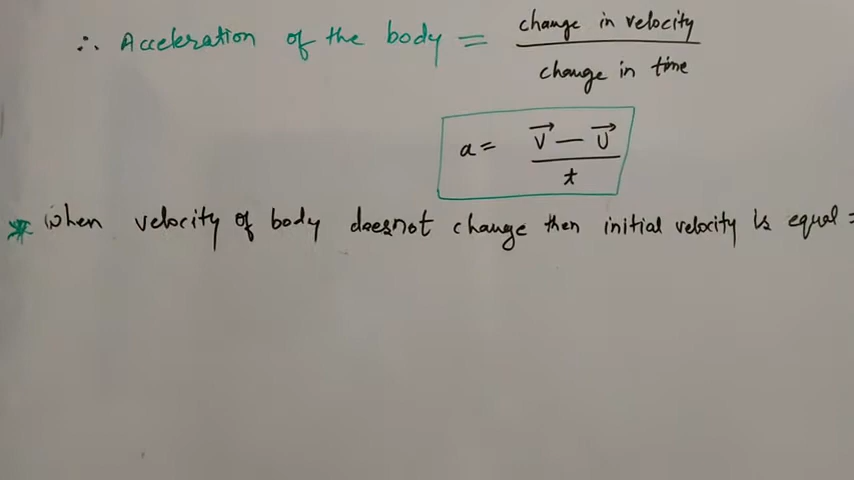 ∴ Acceleration of the body = change in velocity
change in time
a = v⃗ — u⃗
t
* When velocity of body doesnot change then initial velocity is equal =